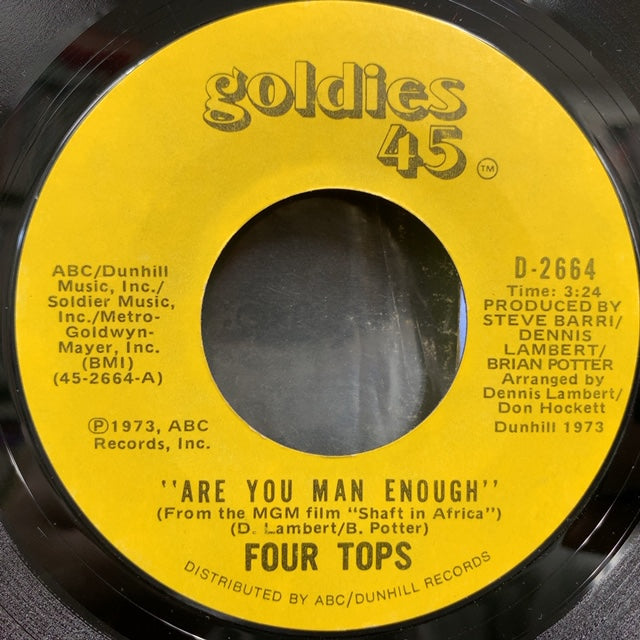 goldies
45
TM
ABC/Dunhill
Music, Inc./
Soldier Music,
Inc./Metro-
Goldwyn-
Mayer, Inc.
(BMI)
(45-2664-A)
Ⓟ1973, ABC
Records, Inc.
D-2664
Time: 3:24
PRODUCED BY
STEVE BARRI/
DENNIS
LAMBERT/
BRIAN POTTER
Arranged by
Dennis Lambert/
Don Hockett
Dunhill 1973
"ARE YOU MAN ENOUGH"
(From the MGM film "Shaft in Africa")
(D. Lambert/B. Potter)
FOUR TOPS
DISTRIBUTED BY ABC/DUNHILL RECORDS